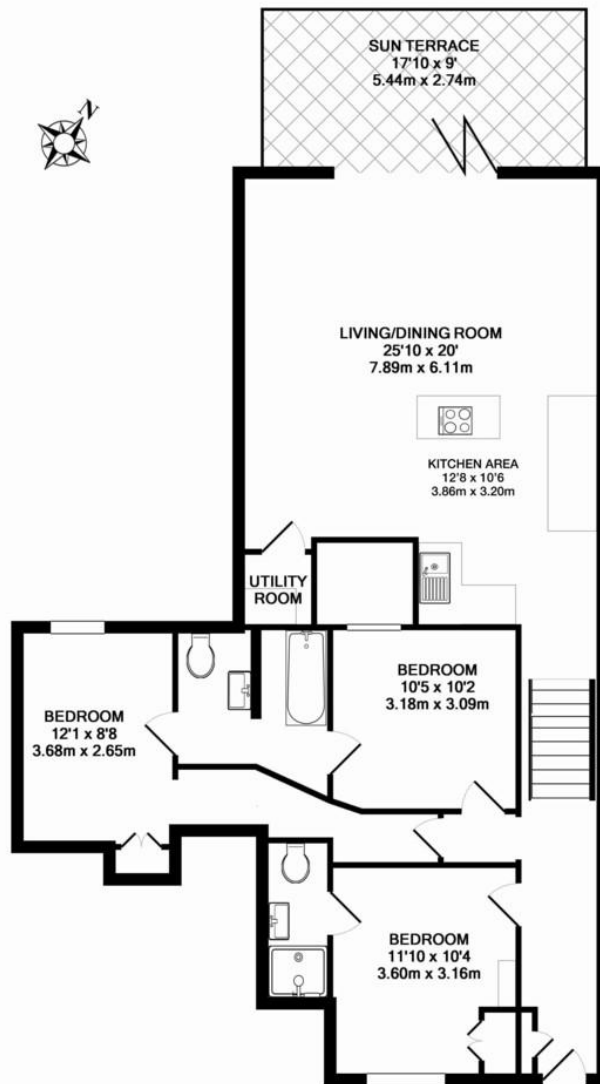 SUN TERRACE
17'10 x 9'
5.44m x 2.74m
N
LIVING/DINING ROOM
25'10 x 20'
7.89m x 6.11m
KITCHEN AREA
12'8 x 10'6
3.86m x 3.20m
UTILITY
ROOM
BEDROOM
10'5 x 10'2
3.18m x 3.09m
BEDROOM
12'1 x 8'8
3.68m x 2.65m
BEDROOM
11'10 x 10'4
3.60m x 3.16m